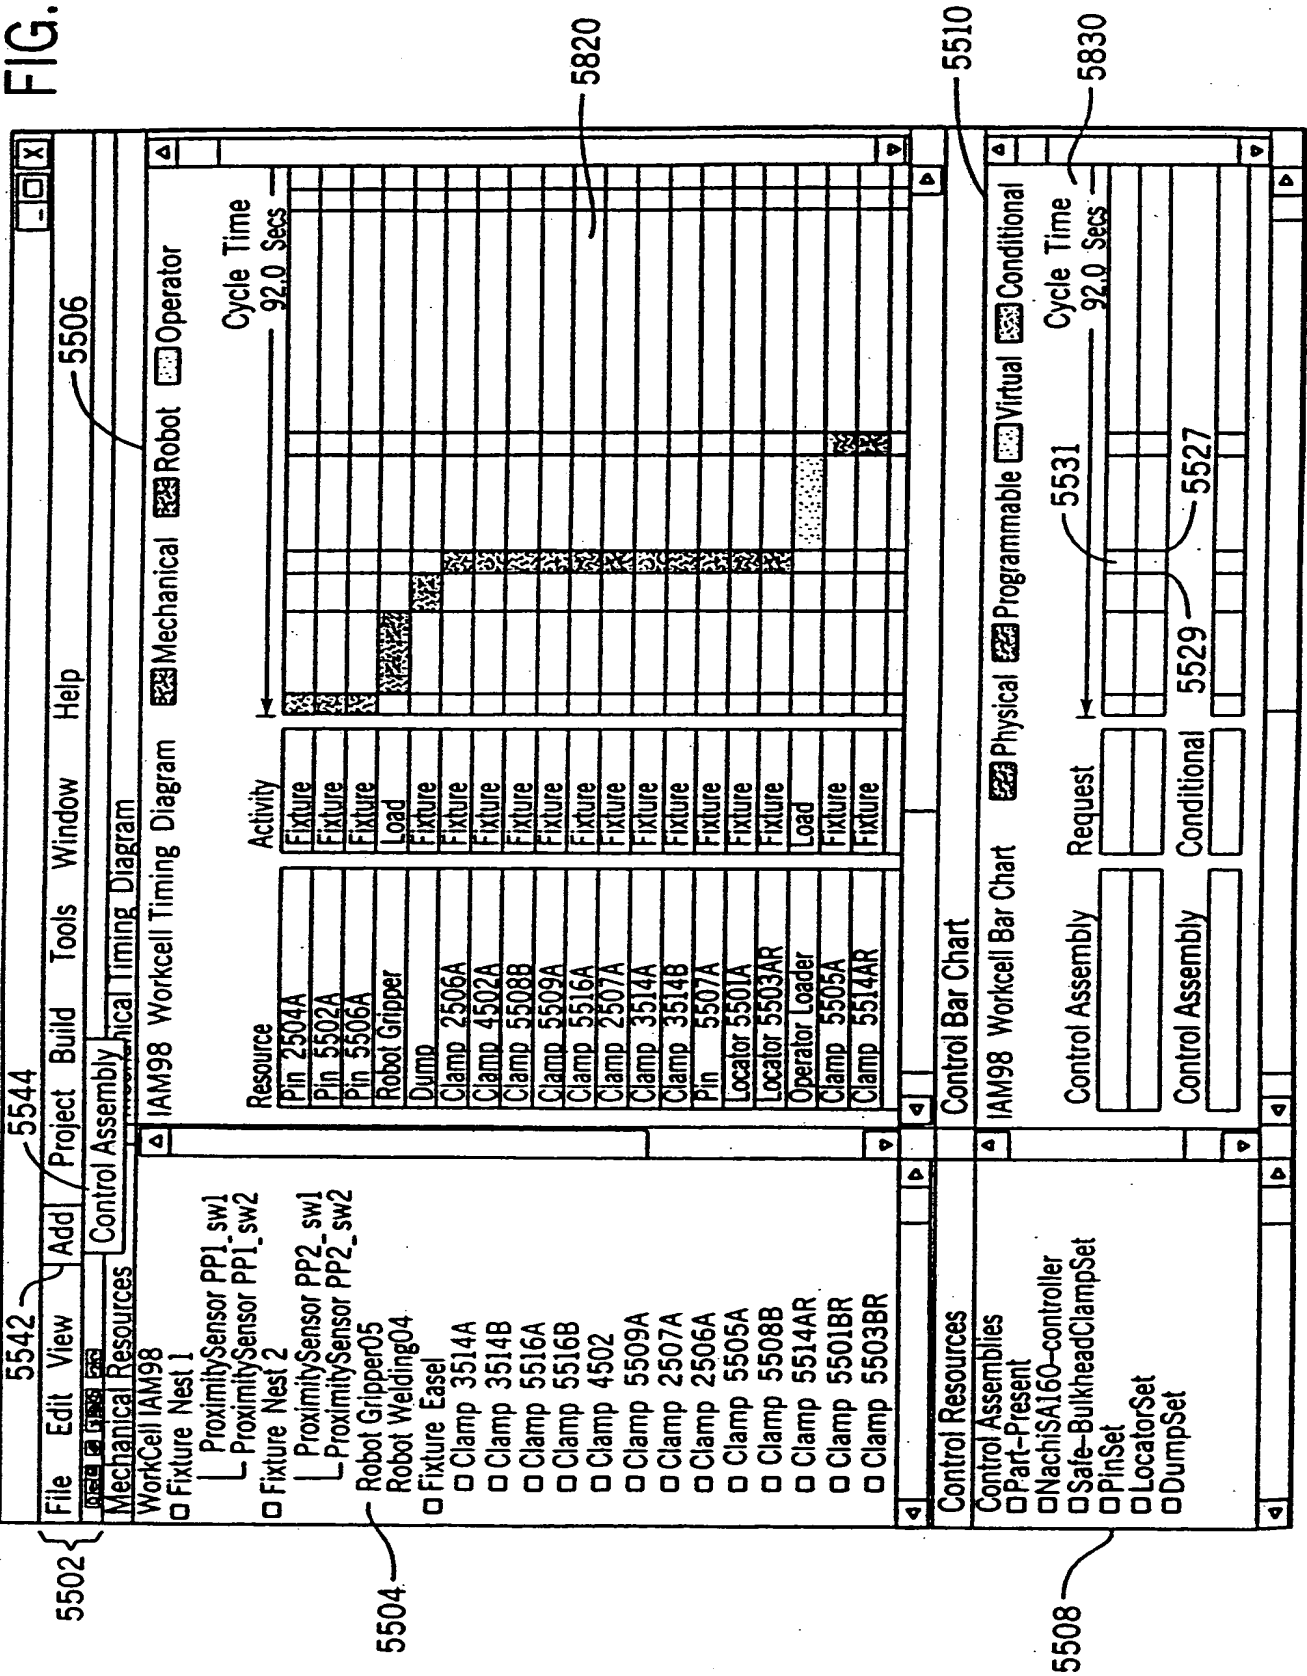 FIG.
5542
5544
5502
File Edit View Add Project Build Tools Window Help
Control Assembly
Mechanical Resources
WorkCell IAM98
Fixture Nest 1
ProximitySensor PP1_sw1
ProximitySensor PP1_sw2
Fixture Nest 2
ProximitySensor PP2_sw1
ProximitySensor PP2_sw2
Robot Gripper05
Robot Welding04
Fixture Easel
Clamp 3514A
Clamp 3514B
Clamp 5516A
Clamp 5516B
Clamp 4502
Clamp 5509A
Clamp 2507A
Clamp 2506A
Clamp 5505A
Clamp 5508B
Clamp 5514AR
Clamp 5501BR
Clamp 5503BR
5504
Timing Diagram
5506
IAM98 Workcell Timing Diagram Mechanical Robot Operator
Cycle Time
92.0 Secs
Resource Activity
Pin 2504A Fixture
Pin 5502A Fixture
Pin 5506A Fixture
Robot Gripper Load
Dump Fixture
Clamp 2506A Fixture
Clamp 4502A Fixture
Clamp 5508B Fixture
Clamp 5509A Fixture
Clamp 5516A Fixture
Clamp 2507A Fixture
Clamp 3514A Fixture
Clamp 3514B Fixture
Pin 5507A Fixture
Locator 5501A Fixture
Locator 5503AR Fixture
Operator Loader Load
Clamp 5505A Fixture
Clamp 5514AR Fixture
5820
Control Resources
Control Assemblies
Part-Present
NachiSA160-controller
Safe-BulkheadClampSet
PinSet
LocatorSet
DumpSet
5508
Control Bar Chart
5510
IAM98 Workcell Bar Chart Physical Programmable Virtual Conditional
Cycle Time
92.0 Secs
5830
Control Assembly Request
5531
5529
5527
Control Assembly Conditional